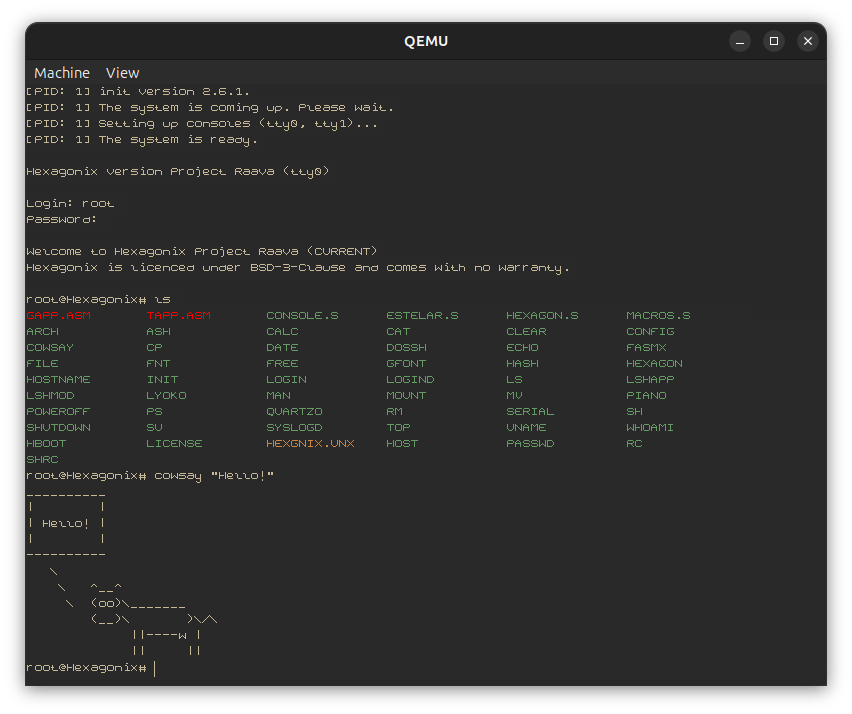 QEMU
Machine View
[PID: 1] init version 2.6.1.
[PID: 1] The system is coming up. Please wait.
[PID: 1] Setting up consoles (tty0, tty1)...
[PID: 1] The system is ready.
Hexagonix Version Project Raava (tty0)
Login: root
Password:
Welcome to Hexagonix Project Raava (CURRENT)
Hexagonix is licenced under BSD-3-Clause and comes with no warranty.
root@Hexagonix# ls
GAPP.ASM TAPP.ASM CONSOLE.S ESTELAR.S HEXAGON.S MACROS.S
ARCH ASH CALC CAT CLEAR CONFIG
COWSAY CP DATE DOSSH ECHO FASMX
FILE FNT FREE GFONT HASH HEXAGON
HOSTNAME INIT LOGIN LOGIND LS LSHAPP
LSHMOD LYOKO MAN MOUNT MV PIANO
POWEROFF PS QUARTZO RM SERIAL SH
SHUTDOWN SU SYSLOGD TOP UNAME WHOAMI
HBOOT LICENSE HEXGNIX.UNX HOST PASSWD RC
SHRC
root@Hexagonix# cowsay "Hello!"
----------
|        |
| Hello! |
|        |
----------
   \
    \   ^__^
     \  (oo)\_______
        (__)\       )\/\
             ||----w |
             ||     ||
root@Hexagonix#